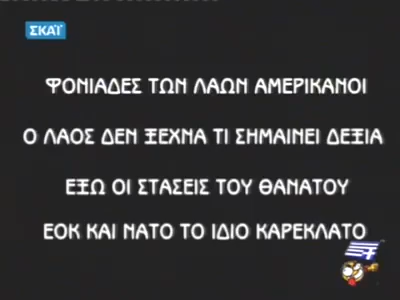 ΣΚΑΪ
ΦΟΝΙΑΔΕΣ ΤΩΝ ΛΑΩΝ ΑΜΕΡΙΚΑΝΟΙ
Ο ΛΑΟΣ ΔΕΝ ΞΕΧΝΑ ΤΙ ΣΗΜΑΙΝΕΙ ΔΕΞΙΑ
ΕΞΩ ΟΙ ΣΤΑΣΕΙΣ ΤΟΥ ΘΑΝΑΤΟΥ
ΕΟΚ ΚΑΙ ΝΑΤΟ ΤΟ ΙΔΙΟ ΚΑΡΕΚΛΑΤΟ